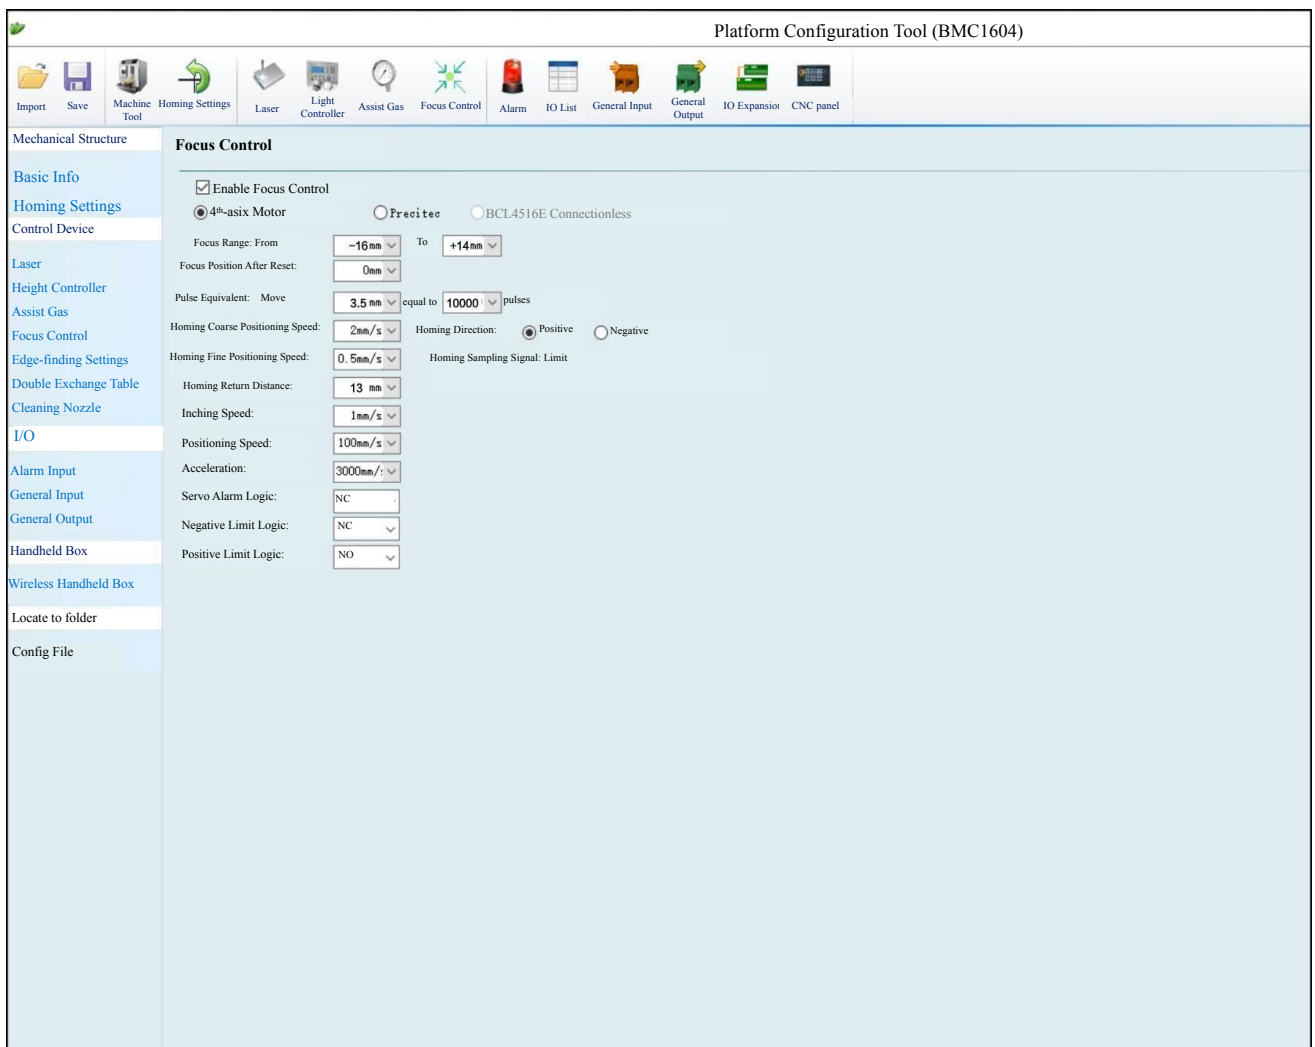 Platform Configuration Tool (BMC1604)
Import Save Machine Tool Homing Settings Laser Light Controller Assist Gas Focus Control Alarm IO List General Input General Output IO Expansion CNC panel
Mechanical Structure
Basic Info
Homing Settings
Control Device
Laser
Height Controller
Assist Gas
Focus Control
Edge-finding Settings
Double Exchange Table
Cleaning Nozzle
I/O
Alarm Input
General Input
General Output
Handheld Box
Wireless Handheld Box
Locate to folder
Config File
Focus Control
Enable Focus Control
4th-asix Motor Precitec BCL4516E Connectionless
Focus Range: From -16mm To +14mm
Focus Position After Reset: 0mm
Pulse Equivalent: Move 3.5 mm equal to 10000 pulses
Homing Coarse Positioning Speed: 2mm/s Homing Direction: Positive Negative
Homing Fine Positioning Speed: 0.5mm/s Homing Sampling Signal: Limit
Homing Return Distance: 13 mm
Inching Speed: 1mm/s
Positioning Speed: 100mm/s
Acceleration: 3000mm/
Servo Alarm Logic: NC
Negative Limit Logic: NC
Positive Limit Logic: NO